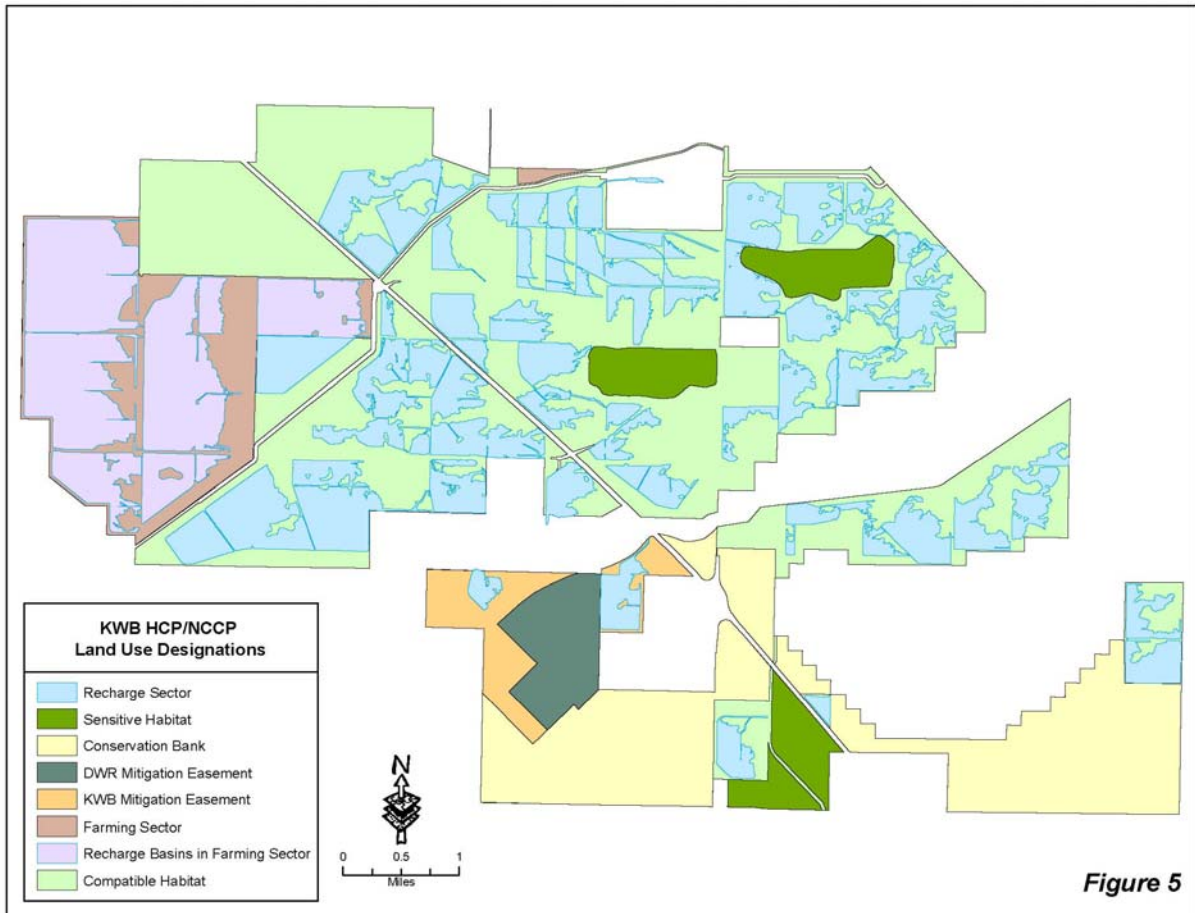 KWB HCP/NCCP
Land Use Designations
Recharge Sector
Sensitive Habitat
Conservation Bank
DWR Mitigation Easement
KWB Mitigation Easement
Farming Sector
Recharge Basins in Farming Sector
Compatible Habitat
N
0 0.5 1
Miles
Figure 5